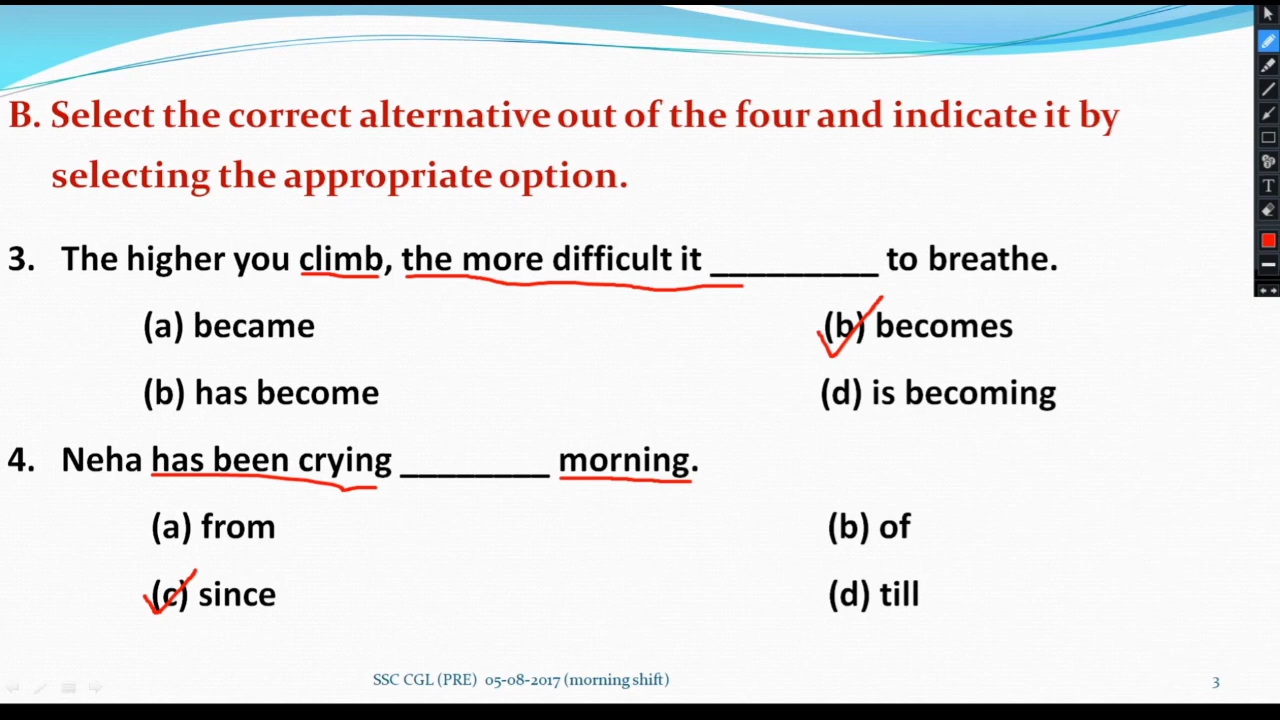 B. Select the correct alternative out of the four and indicate it by
selecting the appropriate option.
3. The higher you climb, the more difficult it _________ to breathe.
(a) became (b) becomes
(b) has become (d) is becoming
4. Neha has been crying ________ morning.
(a) from (b) of
(c) since (d) till
SSC CGL (PRE) 05-08-2017 (morning shift) 3